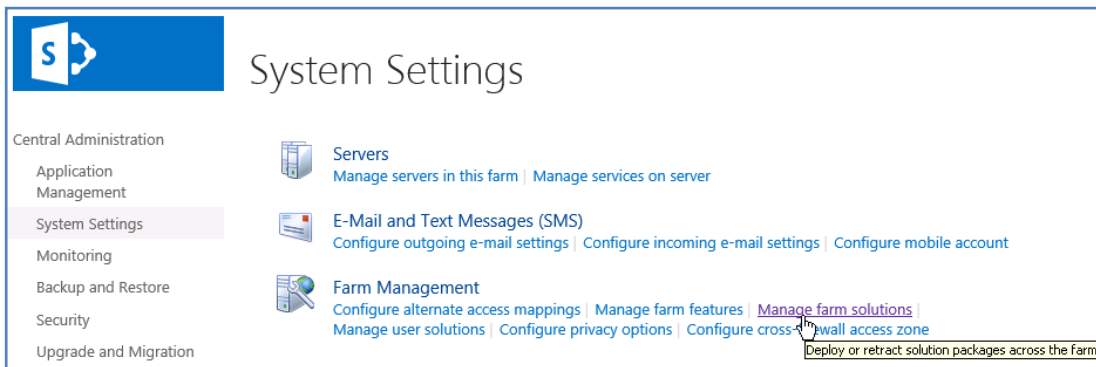 S
System Settings
Central Administration
Application
Management
System Settings
Monitoring
Backup and Restore
Security
Upgrade and Migration
Servers
Manage servers in this farm | Manage services on server
E-Mail and Text Messages (SMS)
Configure outgoing e-mail settings | Configure incoming e-mail settings | Configure mobile account
Farm Management
Configure alternate access mappings | Manage farm features | Manage farm solutions |
Manage user solutions | Configure privacy options | Configure cross-firewall access zone
Deploy or retract solution packages across the farm